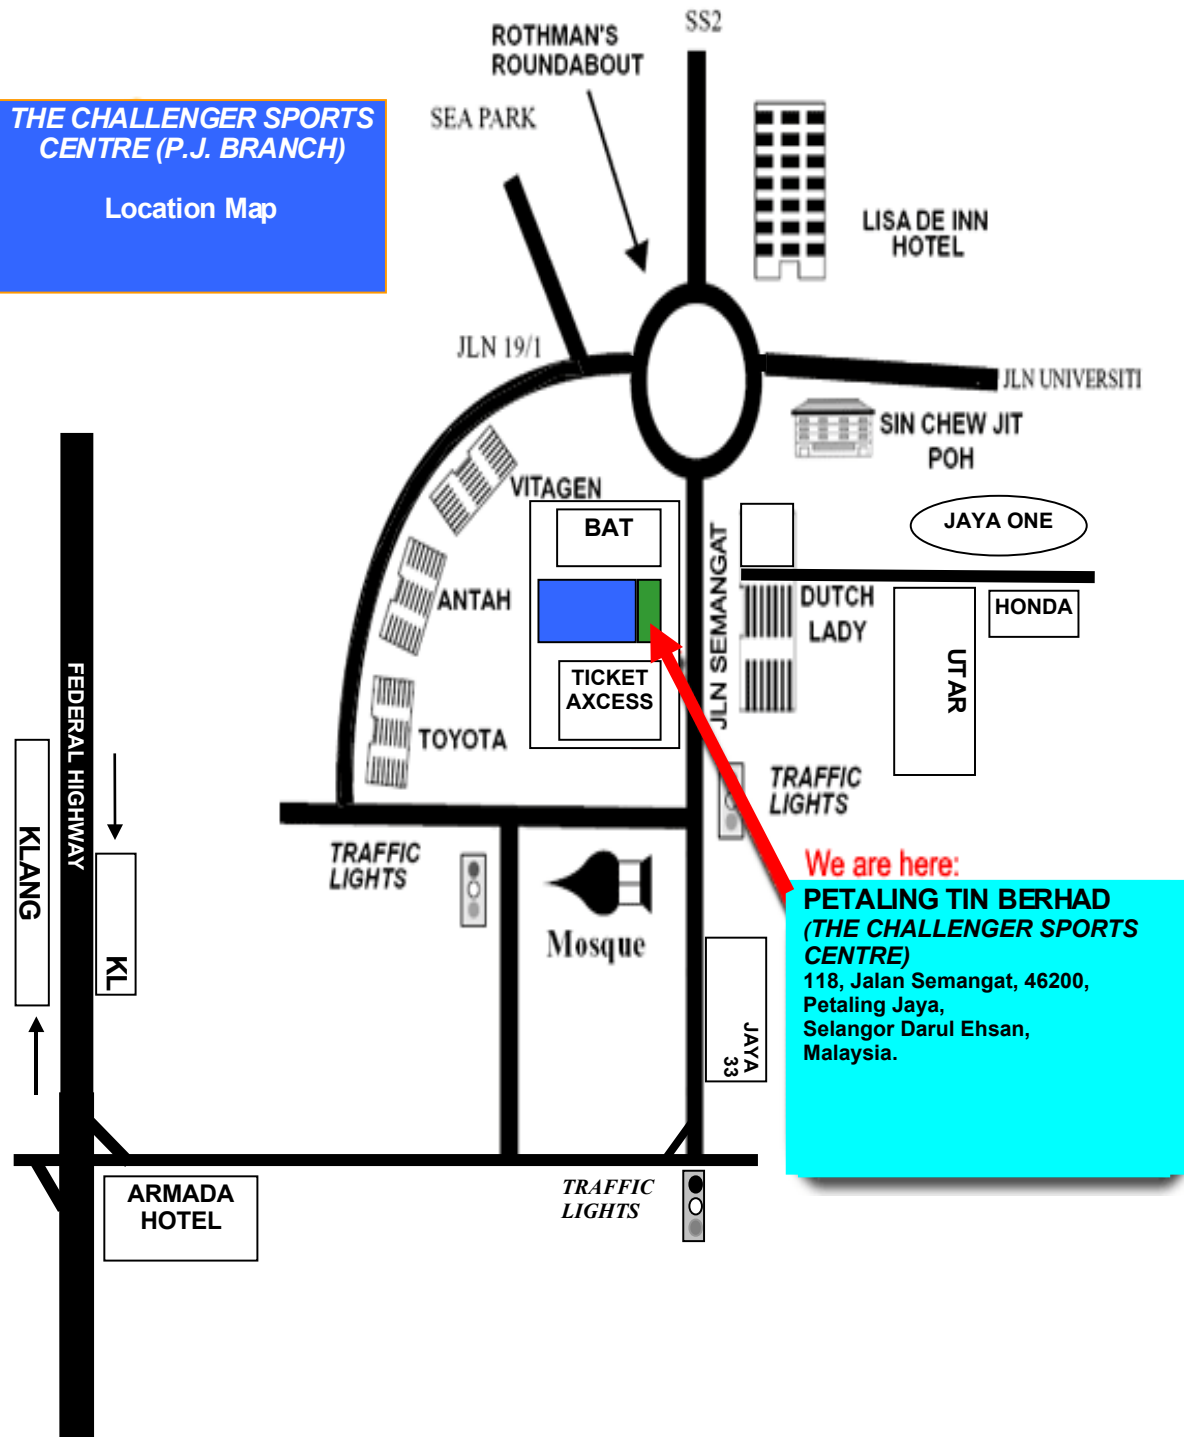 SS2
ROTHMAN'S
ROUNDABOUT
SEA PARK
THE CHALLENGER SPORTS
CENTRE (P.J. BRANCH)
Location Map
LISA DE INN
HOTEL
JLN 19/1
JLN UNIVERSITI
SIN CHEW JIT
POH
VITAGEN
BAT
JAYA ONE
JLN SEMANGAT
ANTAH
DUTCH
LADY
HONDA
UTAR
TICKET
AXCESS
FEDERAL HIGHWAY
TOYOTA
TRAFFIC
LIGHTS
KLANG
KL
TRAFFIC
LIGHTS
Mosque
We are here:
PETALING TIN BERHAD
(THE CHALLENGER SPORTS
CENTRE)
118, Jalan Semangat, 46200,
Petaling Jaya,
Selangor Darul Ehsan,
Malaysia.
JAYA
33
ARMADA
HOTEL
TRAFFIC
LIGHTS